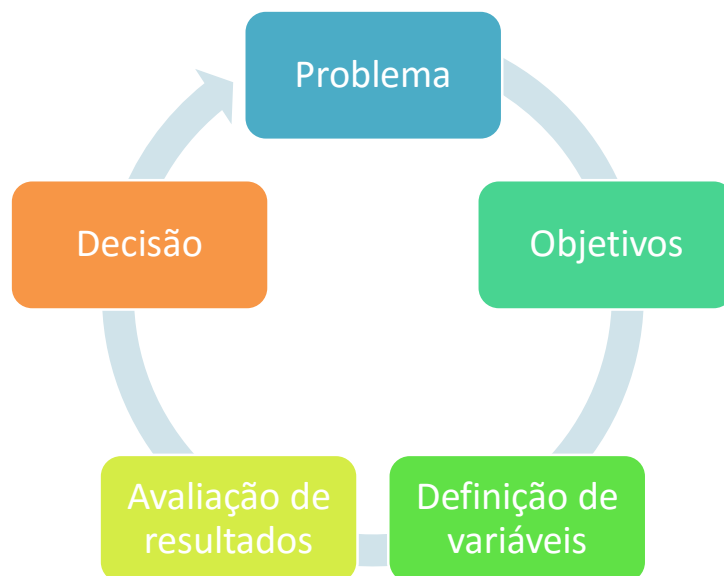 Problema
Objetivos
Definição de
variáveis
Avaliação de
resultados
Decisão